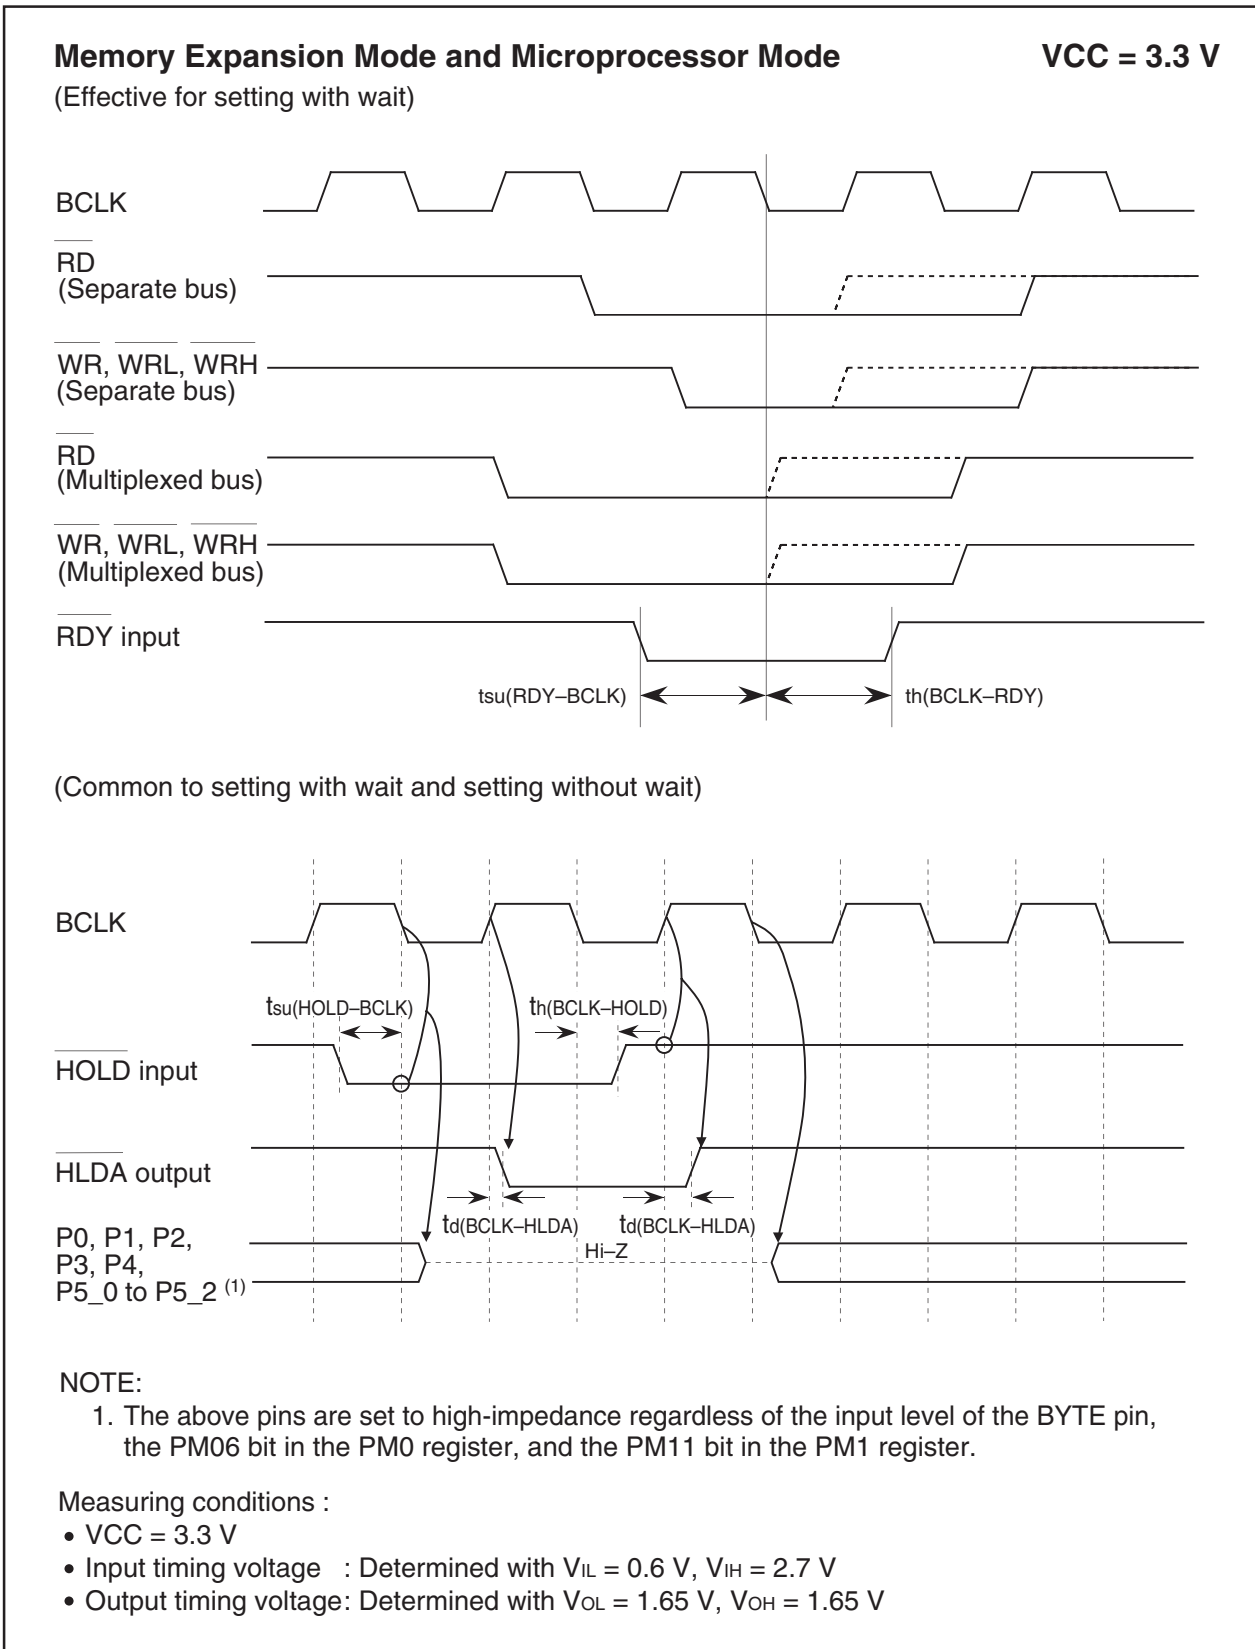 Memory Expansion Mode and Microprocessor Mode VCC = 3.3 V
(Effective for setting with wait)
BCLK
RD
(Separate bus)
WR, WRL, WRH
(Separate bus)
RD
(Multiplexed bus)
WR, WRL, WRH
(Multiplexed bus)
RDY input
tsu(RDY–BCLK) th(BCLK–RDY)
(Common to setting with wait and setting without wait)
BCLK
tsu(HOLD–BCLK) th(BCLK–HOLD)
HOLD input
HLDA output
td(BCLK–HLDA) td(BCLK–HLDA)
Hi–Z
P0, P1, P2,
P3, P4,
P5_0 to P5_2 (1)
NOTE:
1. The above pins are set to high-impedance regardless of the input level of the BYTE pin,
the PM06 bit in the PM0 register, and the PM11 bit in the PM1 register.
Measuring conditions :
• VCC = 3.3 V
• Input timing voltage : Determined with VIL = 0.6 V, VIH = 2.7 V
• Output timing voltage: Determined with VOL = 1.65 V, VOH = 1.65 V